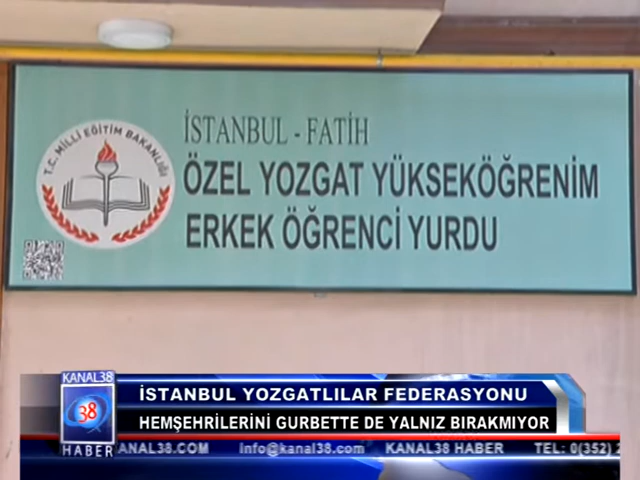 T.C. MİLLİ EĞİTİM BAKANLIĞI
İSTANBUL - FATİH
ÖZEL YOZGAT YÜKSEKÖĞRENİM
ERKEK ÖĞRENCİ YURDU
KANAL38
38
HABER
İSTANBUL YOZGATLILAR FEDERASYONU
HEMŞEHRİLERİNİ GURBETTE DE YALNIZ BIRAKMIYOR
KANAL38.COM info@kanal38.com KANAL38 HABER TEL: 0(352) 2